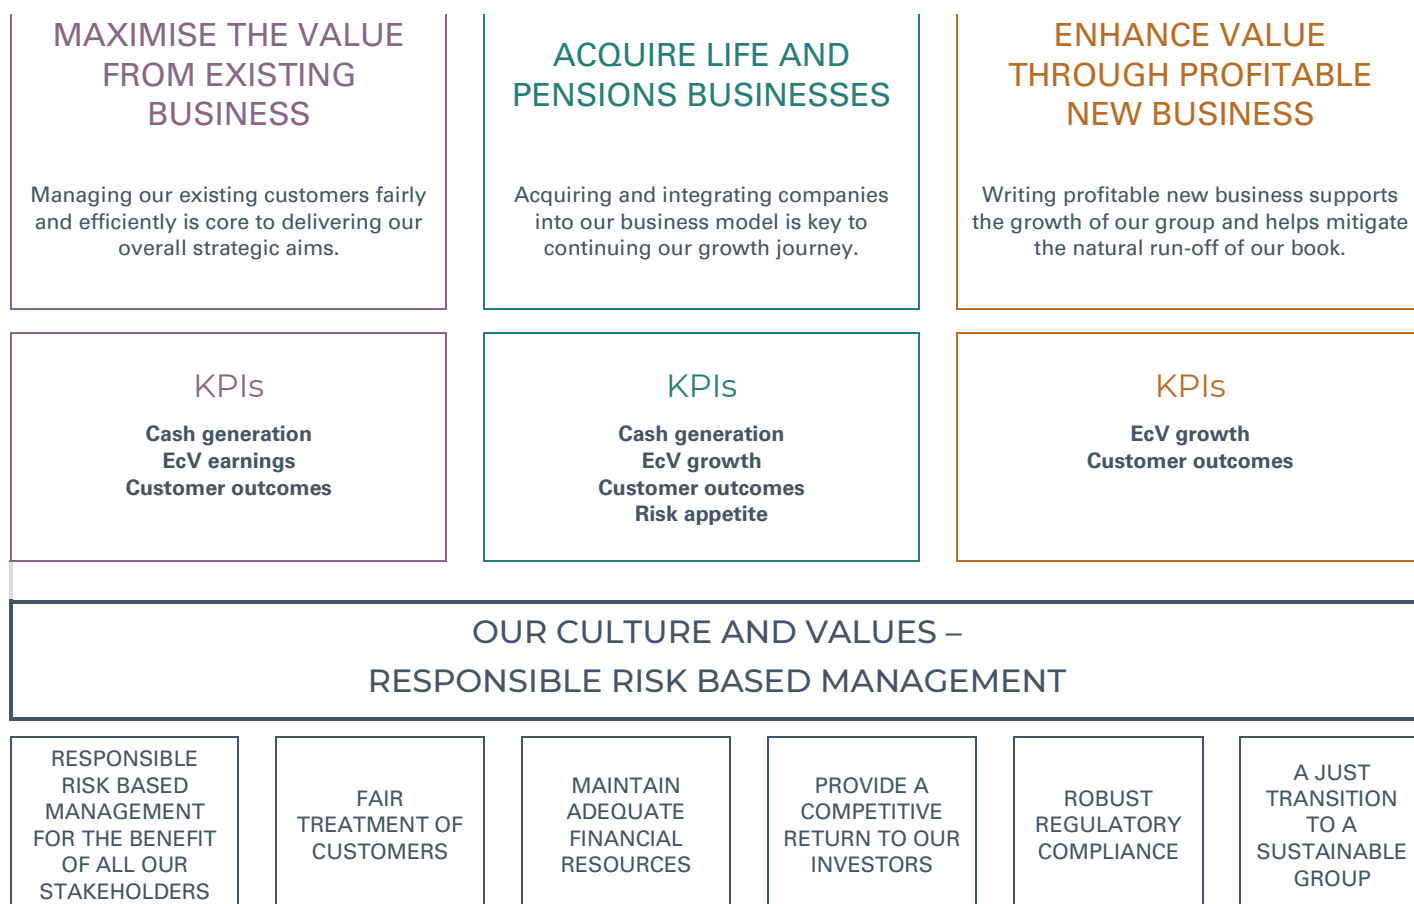 MAXIMISE THE VALUE
FROM EXISTING
BUSINESS
Managing our existing customers fairly
and efficiently is core to delivering our
overall strategic aims.
ACQUIRE LIFE AND
PENSIONS BUSINESSES
Acquiring and integrating companies
into our business model is key to
continuing our growth journey.
ENHANCE VALUE
THROUGH PROFITABLE
NEW BUSINESS
Writing profitable new business supports
the growth of our group and helps mitigate
the natural run-off of our book.
KPIs
Cash generation
EcV earnings
Customer outcomes
KPIs
Cash generation
EcV growth
Customer outcomes
Risk appetite
KPIs
EcV growth
Customer outcomes
OUR CULTURE AND VALUES –
RESPONSIBLE RISK BASED MANAGEMENT
RESPONSIBLE
RISK BASED
MANAGEMENT
FOR THE BENEFIT
OF ALL OUR
STAKEHOLDERS
FAIR
TREATMENT OF
CUSTOMERS
MAINTAIN
ADEQUATE
FINANCIAL
RESOURCES
PROVIDE A
COMPETITIVE
RETURN TO OUR
INVESTORS
ROBUST
REGULATORY
COMPLIANCE
A JUST
TRANSITION
TO A
SUSTAINABLE
GROUP